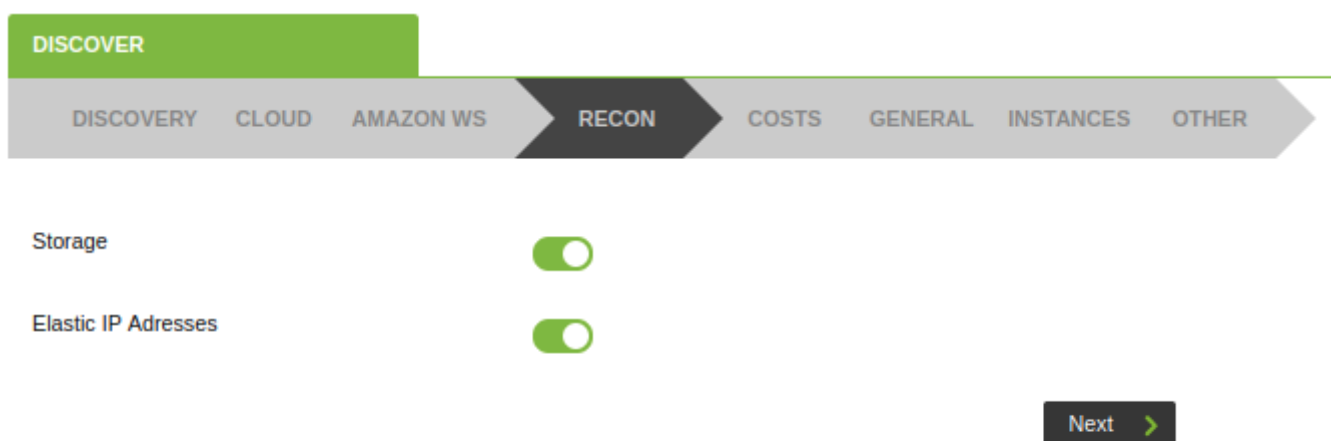 DISCOVER
DISCOVERY CLOUD AMAZON WS RECON COSTS GENERAL INSTANCES OTHER
Storage
Elastic IP Adresses
Next